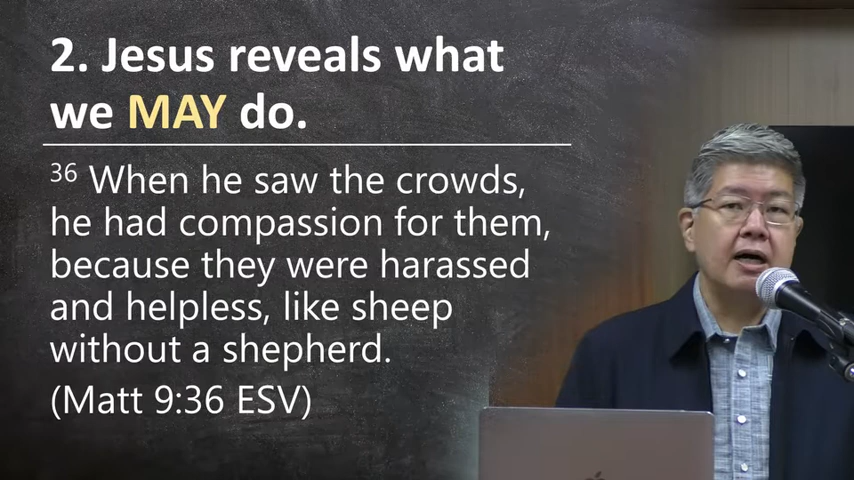 2. Jesus reveals what
we MAY do.
36 When he saw the crowds,
he had compassion for them,
because they were harassed
and helpless, like sheep
without a shepherd.
(Matt 9:36 ESV)